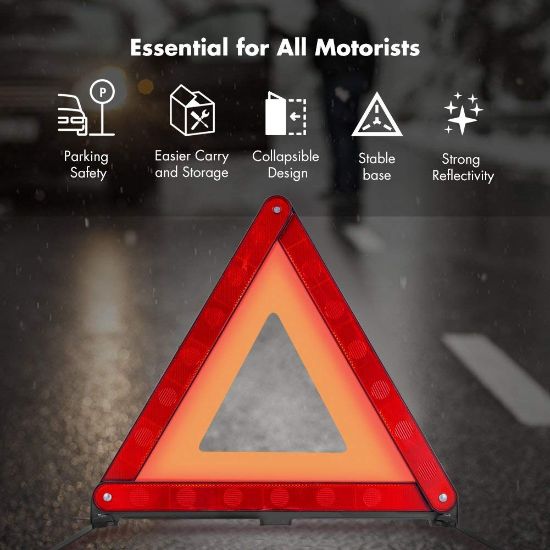 Essential for All Motorists
P
Parking
Safety
Easier Carry
and Storage
Collapsible
Design
Stable
base
Strong
Reflectivity